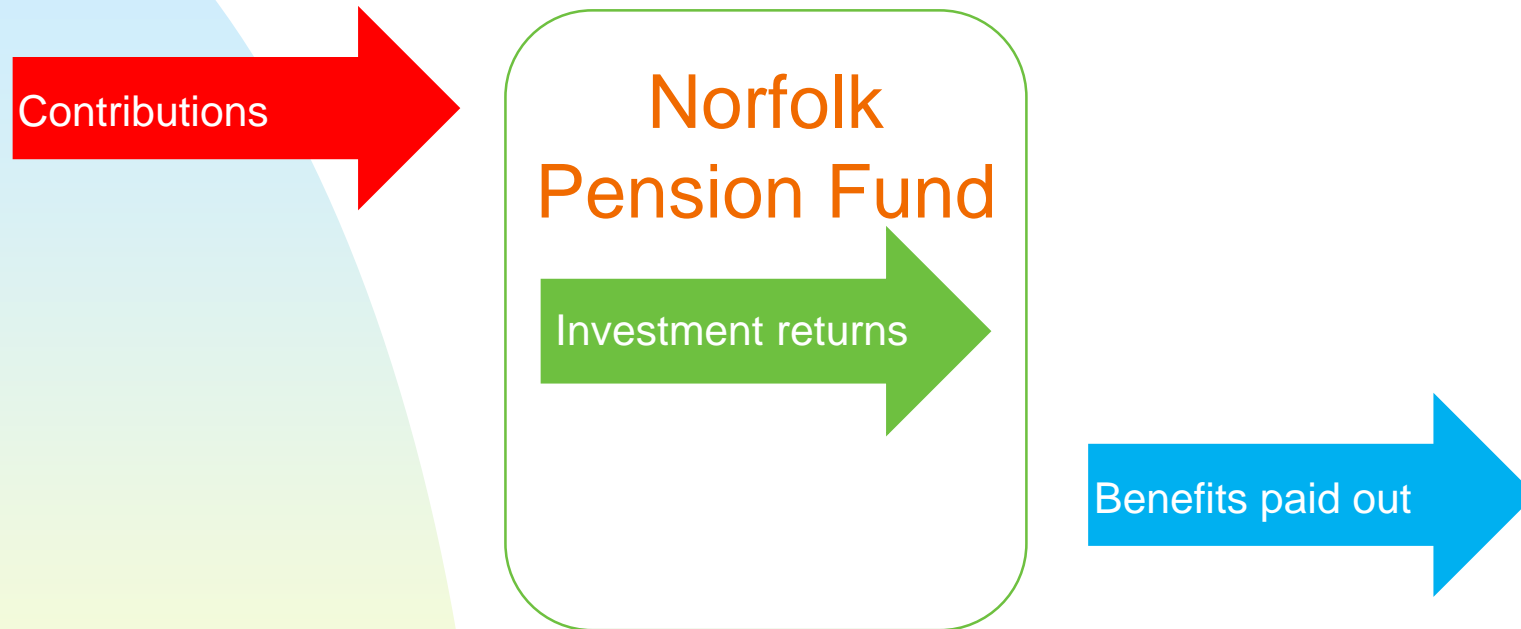 Contributions
Norfolk
Pension Fund
Investment returns
Benefits paid out